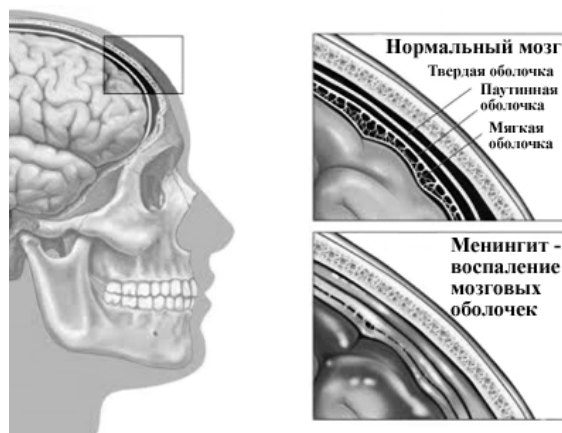 Нормальный мозг
Твердая оболочка
Паутинная
оболочка
Мягкая
оболочка
Менингит -
воспаление
мозговых
оболочек